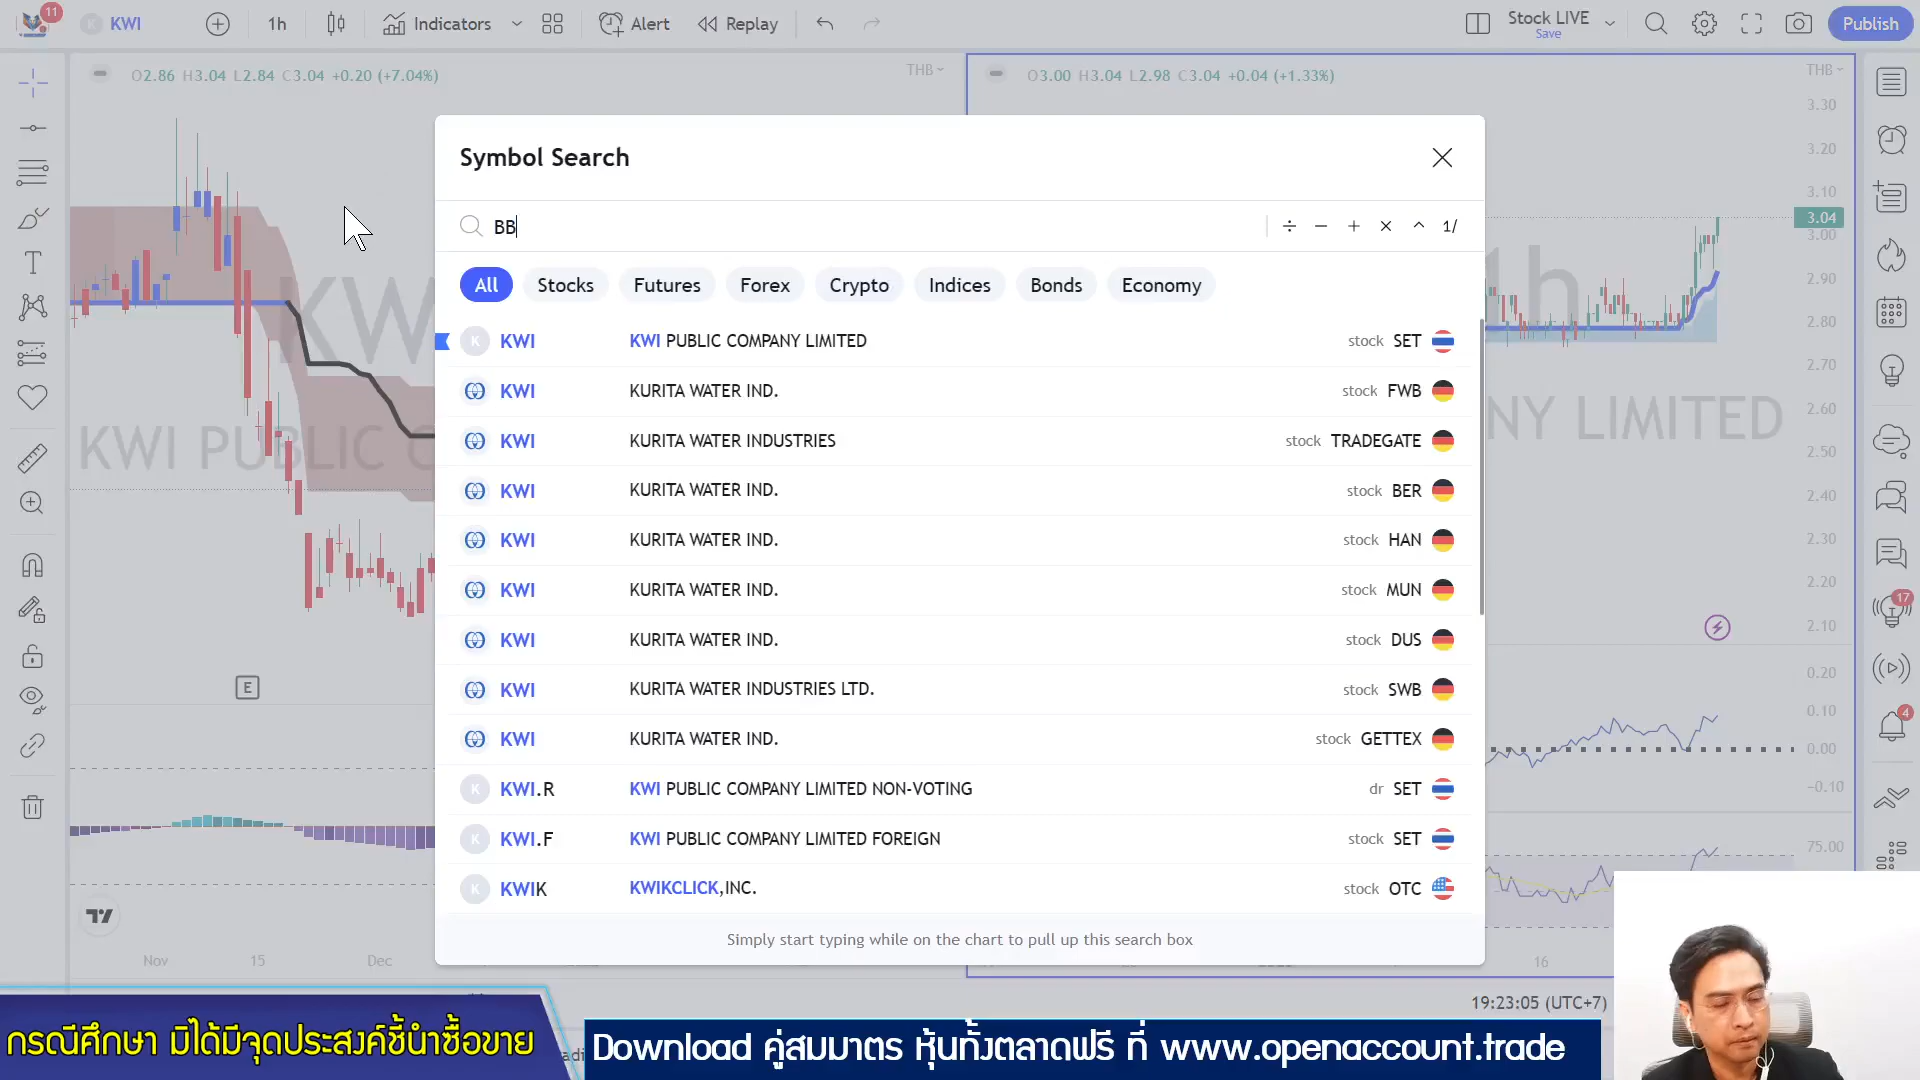 11
K KWI
1h
Indicators
Alert
Replay
Stock LIVE
Save
Publish
O2.86 H3.04 L2.84 C3.04 +0.20 (+7.04%)
THB
O3.00 H3.04 L2.98 C3.04 +0.04 (+1.33%)
THB
3.30
3.20
3.10
3.04
3.00
2.90
2.80
2.70
2.60
2.50
2.40
2.30
2.20
2.10
0.20
0.10
0.00
−0.10
75.00
Symbol Search
BB
÷ − + × ^ 1/
All
Stocks
Futures
Forex
Crypto
Indices
Bonds
Economy
K KWI KWI PUBLIC COMPANY LIMITED stock SET
KWI KURITA WATER IND. stock FWB
KWI KURITA WATER INDUSTRIES stock TRADEGATE
KWI KURITA WATER IND. stock BER
KWI KURITA WATER IND. stock HAN
KWI KURITA WATER IND. stock MUN
KWI KURITA WATER IND. stock DUS
KWI KURITA WATER INDUSTRIES LTD. stock SWB
KWI KURITA WATER IND. stock GETTEX
K KWI.R KWI PUBLIC COMPANY LIMITED NON-VOTING dr SET
K KWI.F KWI PUBLIC COMPANY LIMITED FOREIGN stock SET
K KWIK KWIKCLICK,INC. stock OTC
Simply start typing while on the chart to pull up this search box
KW
KWI PUBLIC C
1h
NY LIMITED
E
17
4
Nov
15
Dec
16
19:23:05 (UTC+7)
กรณีศึกษา มิได้มีจุดประสงค์ชี้นำซื้อขาย
Download คู่สมมาตร หุ้นทั้งตลาดฟรี ที่ www.openaccount.trade